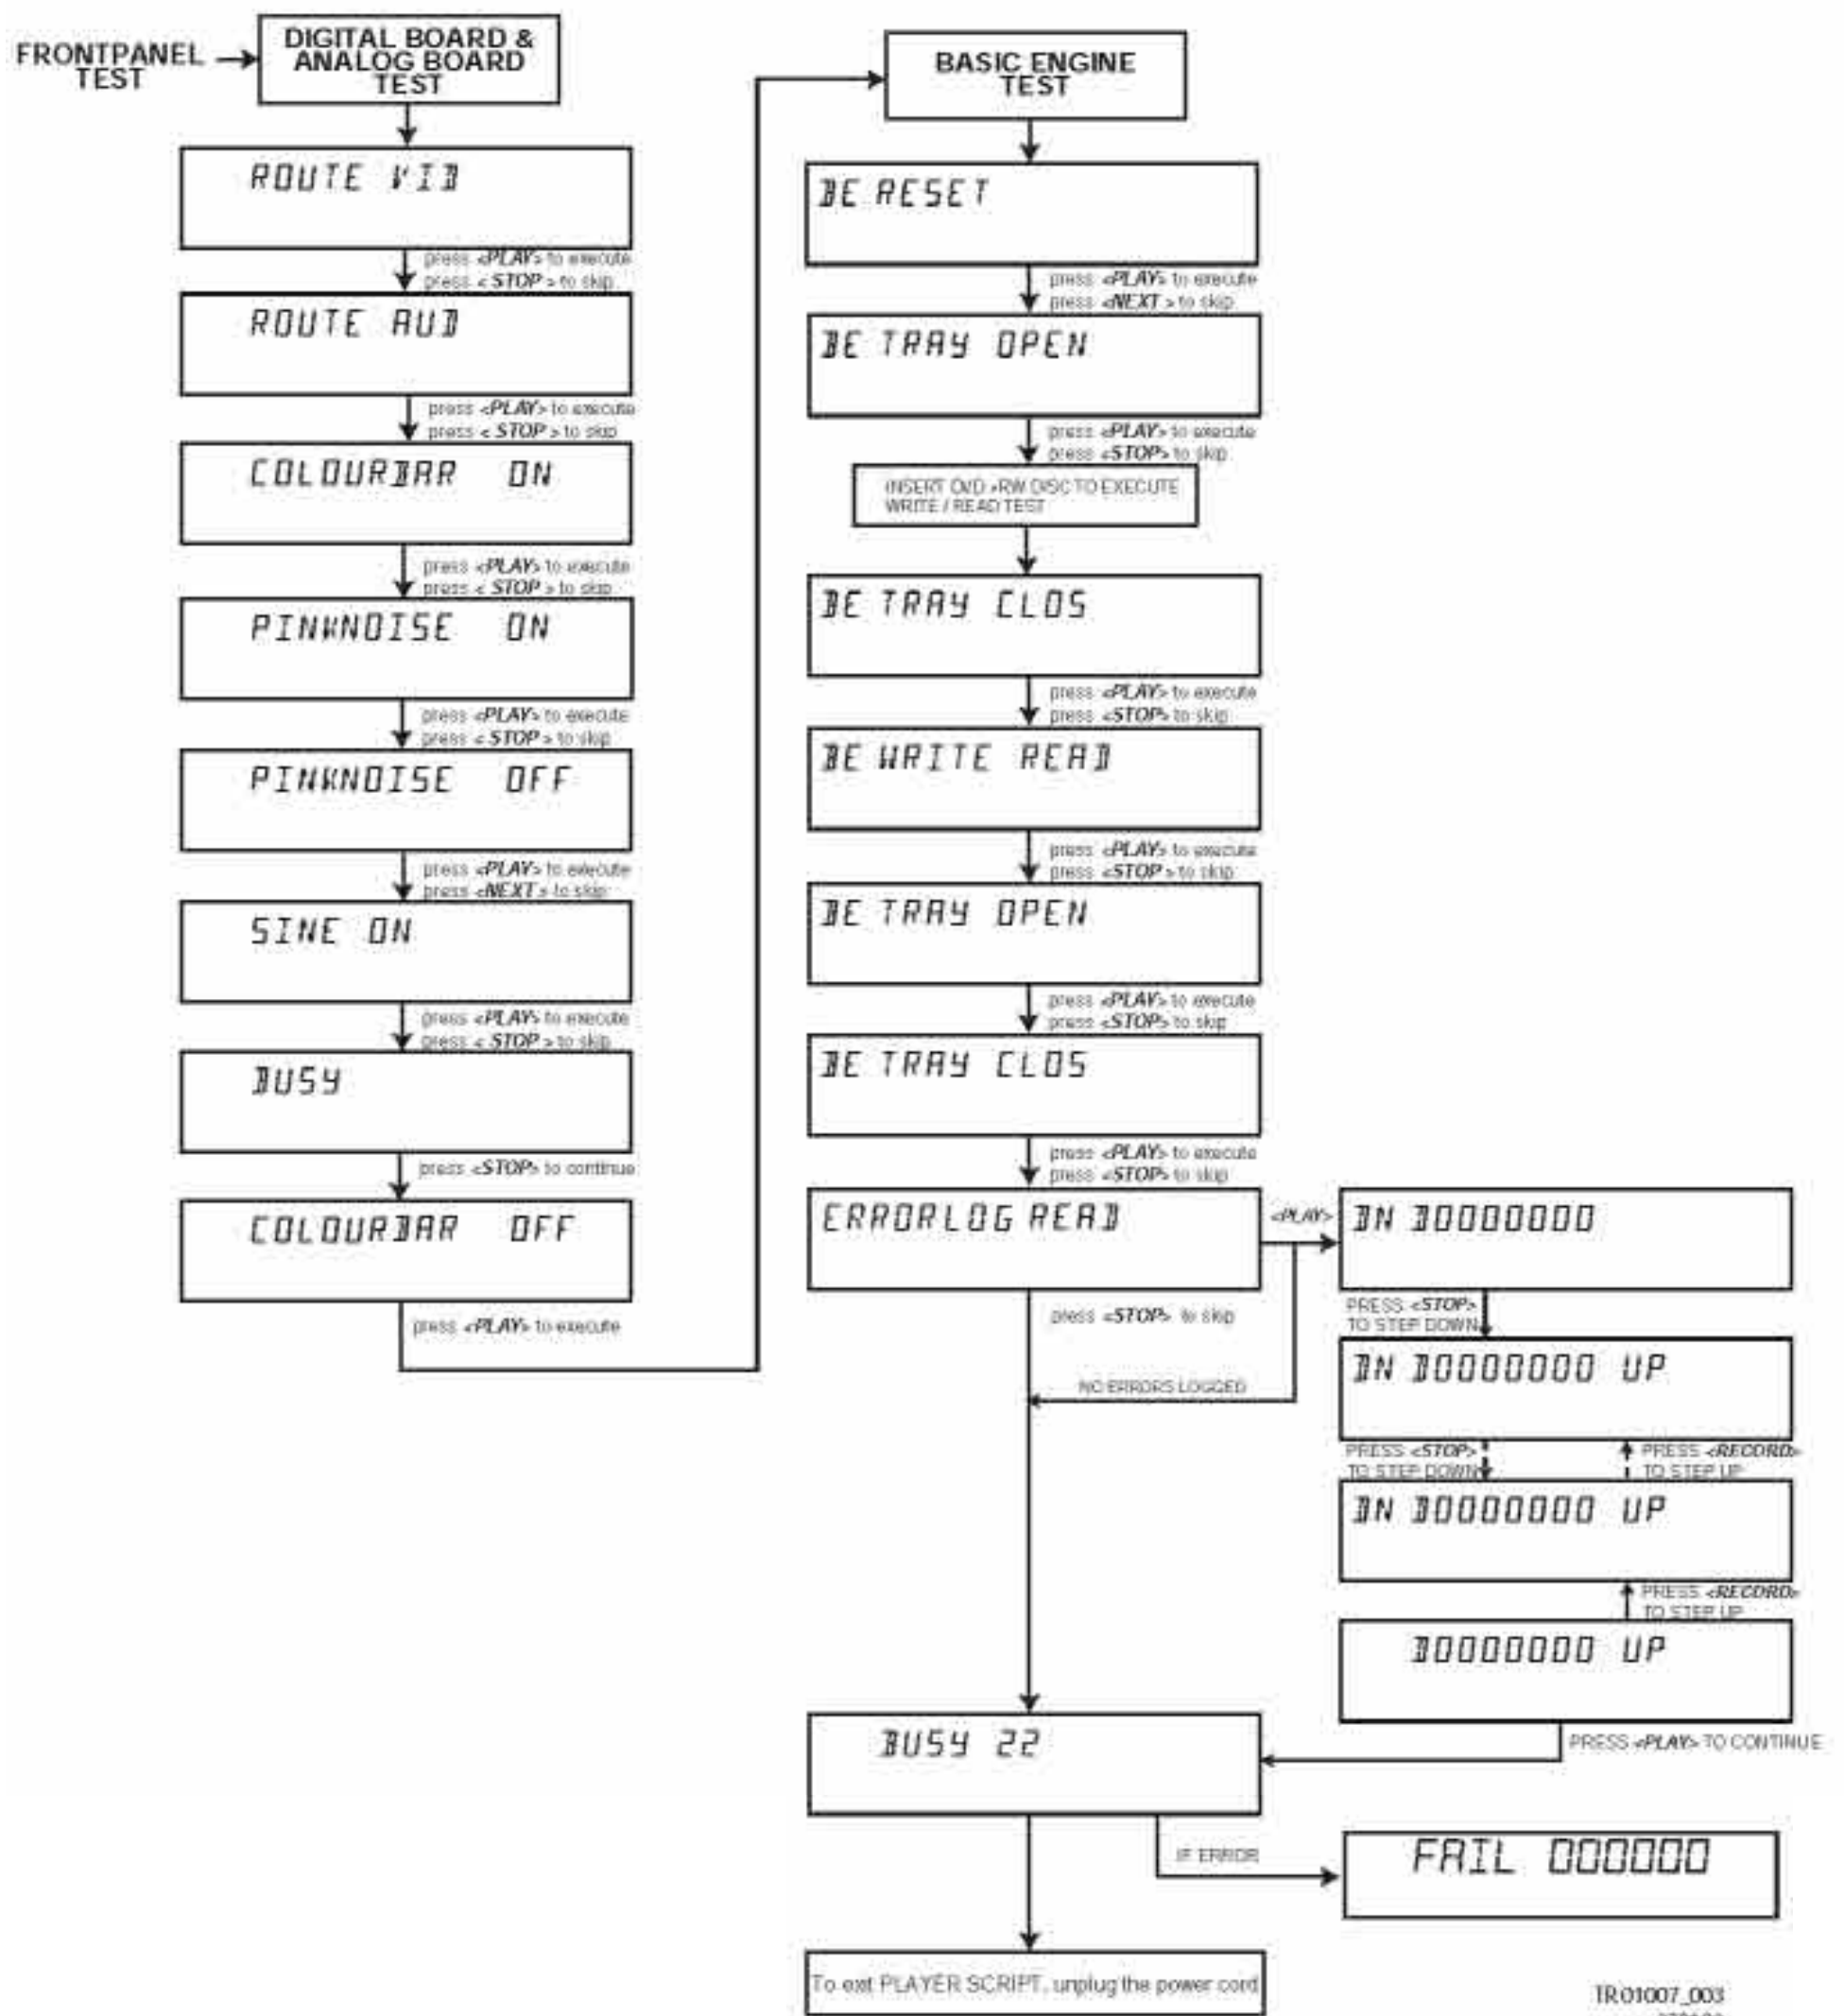 FRONTPANEL
TEST
DIGITAL BOARD &
ANALOG BOARD
TEST
ROUTE VID
press <PLAY> to execute
press < STOP > to skip
ROUTE AUD
press <PLAY> to execute
press < STOP > to skip
COLOURBAR ON
press <PLAY> to execute
press < STOP > to skip
PINKNOISE ON
press <PLAY> to execute
press < STOP > to skip
PINKNOISE OFF
press <PLAY> to execute
press <NEXT > to skip
SINE ON
press <PLAY> to execute
press < STOP > to skip
BUSY
press <STOP> to continue
COLOURBAR OFF
press <PLAY> to execute
BASIC ENGINE
TEST
BE RESET
press <PLAY> to execute
press <NEXT > to skip
BE TRAY OPEN
press <PLAY> to execute
press <STOP> to skip
INSERT DVD +RW DISC TO EXECUTE
WRITE / READ TEST
BE TRAY CLOS
press <PLAY> to execute
press <STOP> to skip
BE WRITE READ
press <PLAY> to execute
press <STOP > to skip
BE TRAY OPEN
press <PLAY> to execute
press <STOP> to skip
BE TRAY CLOS
press <PLAY> to execute
press <STOP> to skip
ERRORLOG READ
<PLAY>
press <STOP> to skip
NO ERRORS LOGGED
DN D0000000
PRESS <STOP>
TO STEP DOWN
DN D0000000 UP
PRESS <STOP>
TO STEP DOWN
PRESS <RECORD>
TO STEP UP
DN D0000000 UP
PRESS <RECORD>
TO STEP UP
D0000000 UP
PRESS <PLAY> TO CONTINUE
BUSY 22
IF ERROR
FAIL 000000
To exit PLAYER SCRIPT, unplug the power cord
TR01007_003